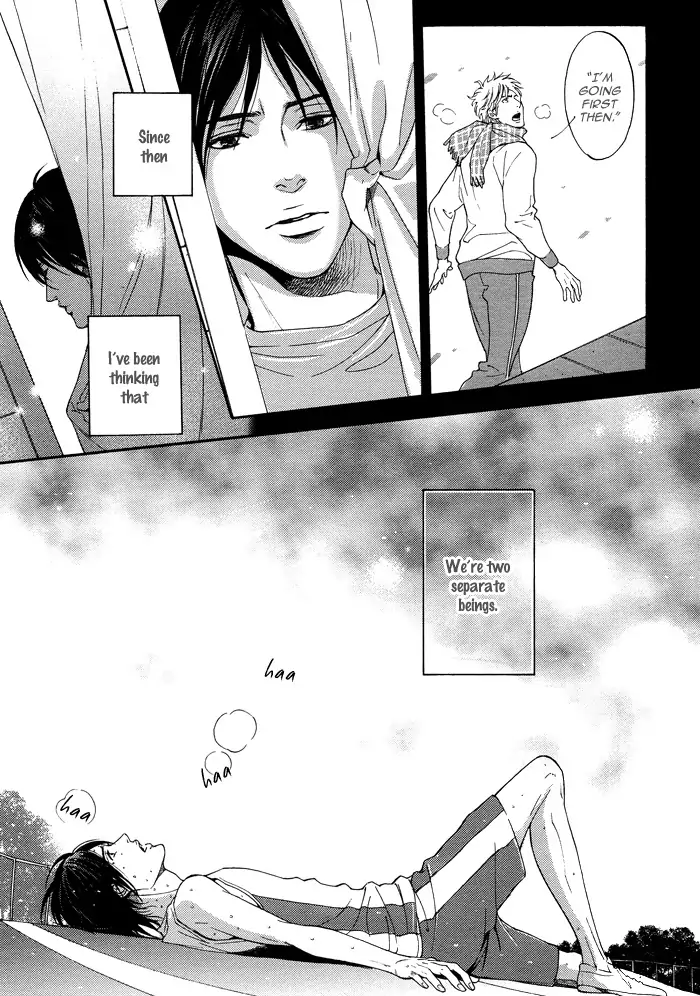 "I'M
GOING
FIRST
THEN."
Since
then
I've been
thinking
that
We're two
separate
beings.
haa
haa
haa